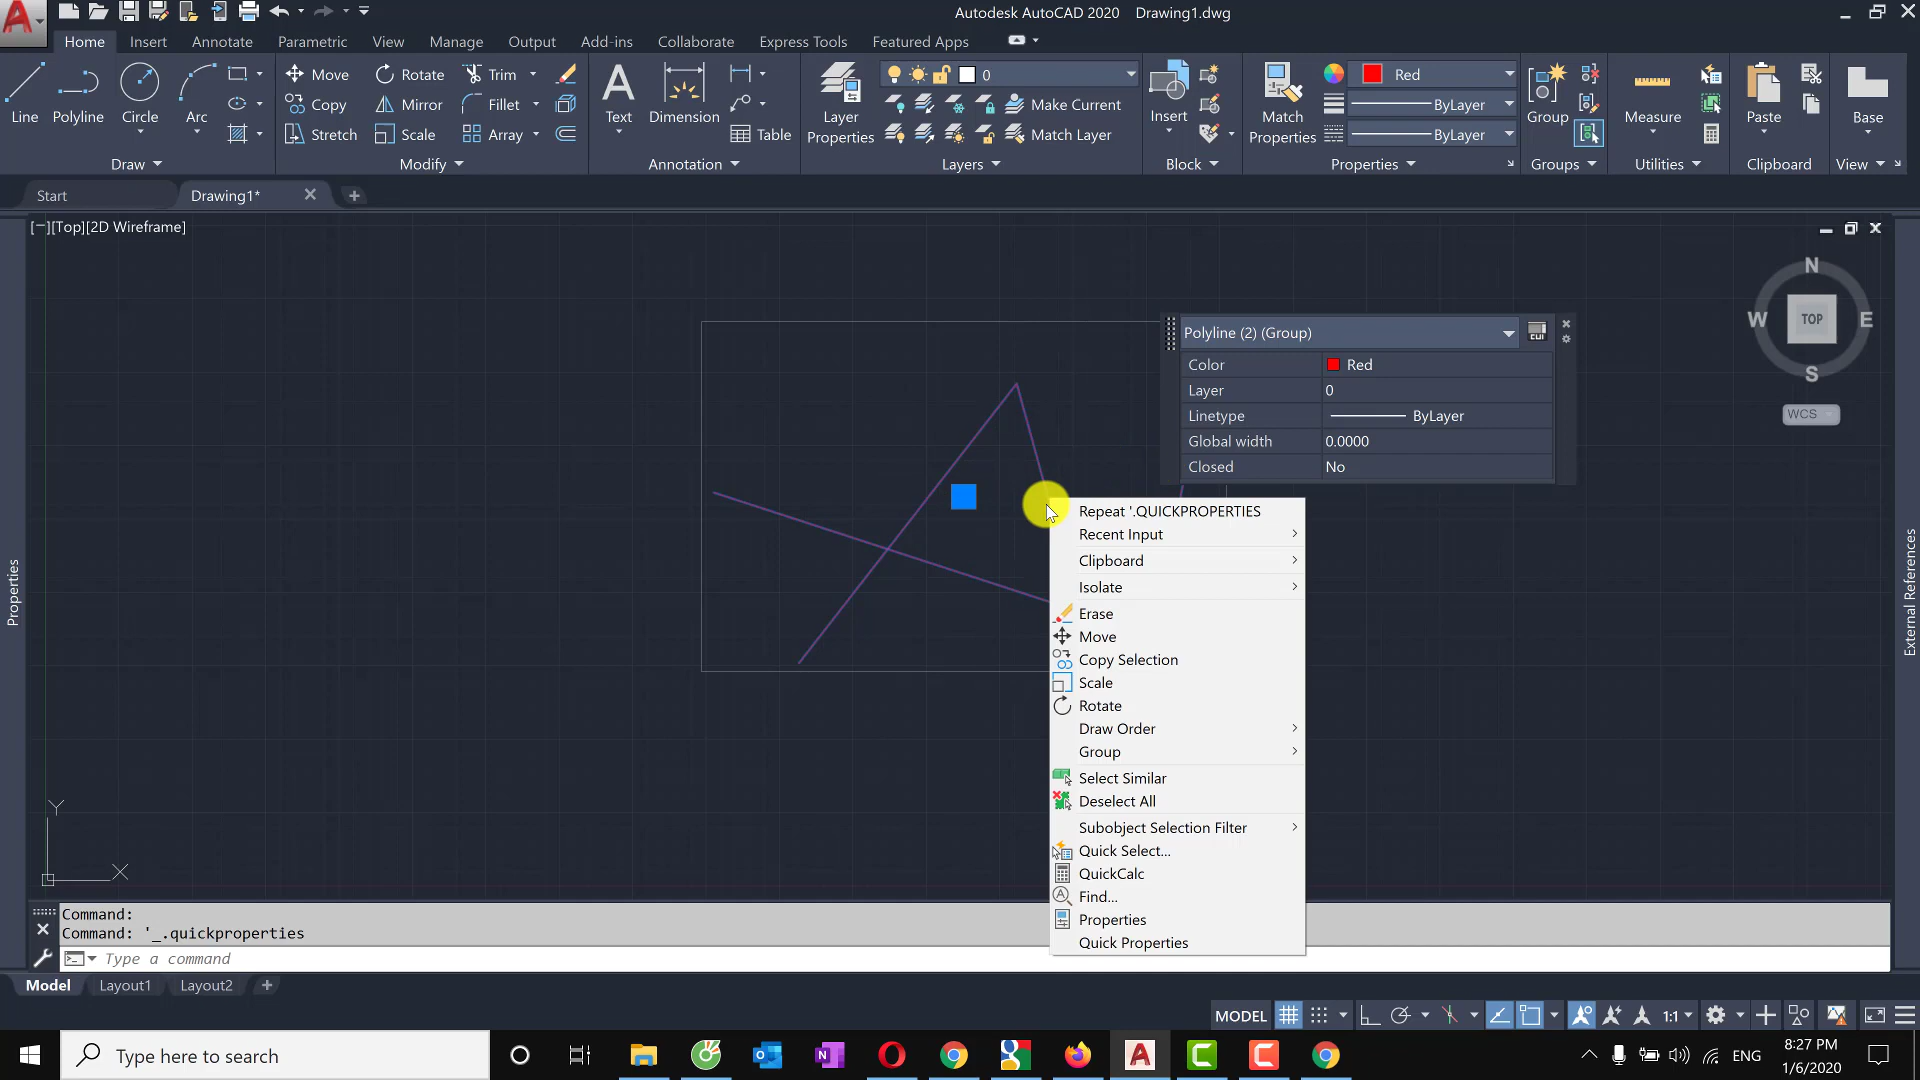 Autodesk AutoCAD 2020 Drawing1.dwg
Home Insert Annotate Parametric View Manage Output Add-ins Collaborate Express Tools Featured Apps
Line Polyline Circle Arc
Move Rotate Trim
Copy Mirror Fillet
Stretch Scale Array
Text Dimension Table
Layer Properties
0
Make Current
Match Layer
Insert
Match Properties
Red
ByLayer
ByLayer
Group
Measure
Paste
Base
Draw Modify Annotation Layers Block Properties Groups Utilities Clipboard View
Start Drawing1*
[−][Top][2D Wireframe]
N
W TOP E
S
WCS
Properties
External References
Polyline (2) (Group)
Color Red
Layer 0
Linetype ByLayer
Global width 0.0000
Closed No
Repeat '.QUICKPROPERTIES
Recent Input
Clipboard
Isolate
Erase
Move
Copy Selection
Scale
Rotate
Draw Order
Group
Select Similar
Deselect All
Subobject Selection Filter
Quick Select...
QuickCalc
Find...
Properties
Quick Properties
Y
X
Command:
Command: '_.quickproperties
Type a command
Model Layout1 Layout2
MODEL 1:1
Type here to search
ENG
8:27 PM
1/6/2020